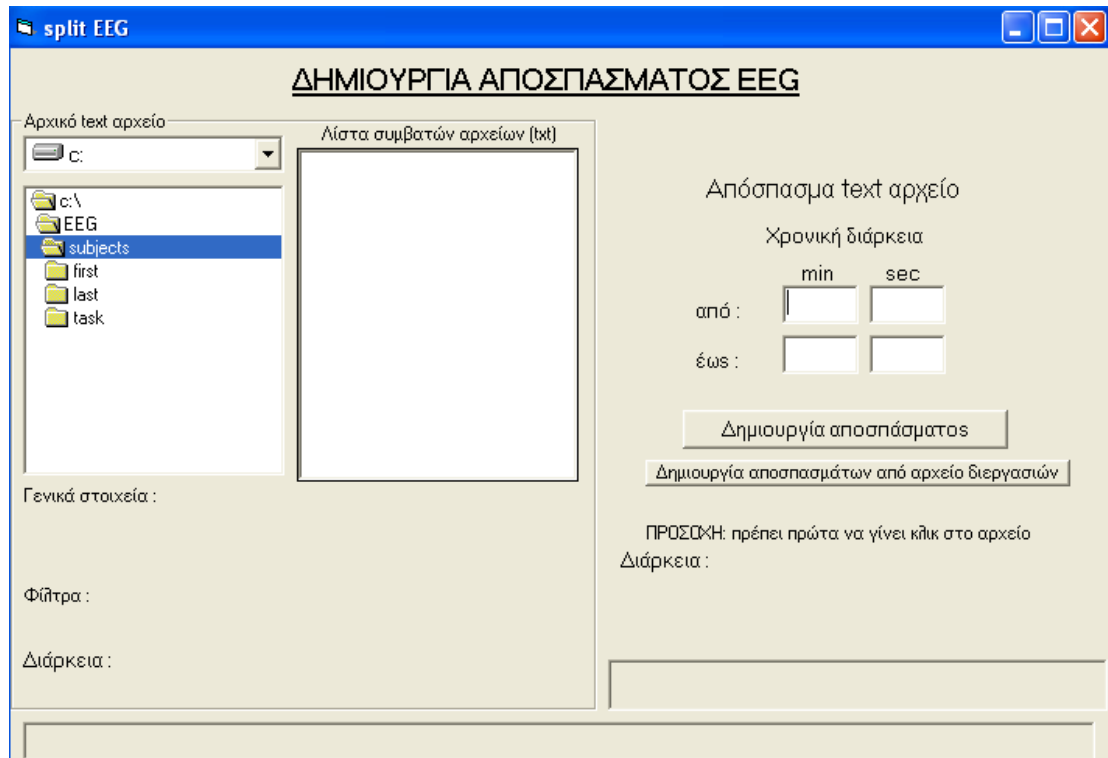 split EEG
ΔΗΜΙΟΥΡΓΙΑ ΑΠΟΣΠΑΣΜΑΤΟΣ EEG
Αρχικό text αρχείο
c:
c:\
EEG
subjects
first
last
task
Λίστα συμβατών αρχείων (txt)
Γενικά στοιχεία :
Φίλτρα :
Διάρκεια :
Απόσπασμα text αρχείο
Χρονική διάρκεια
min sec
από :
έως :
Δημιουργία αποσπάσματος
Δημιουργία αποσπασμάτων από αρχείο διεργασιών
ΠΡΟΣΟΧΗ: πρέπει πρώτα να γίνει κλικ στο αρχείο
Διάρκεια :